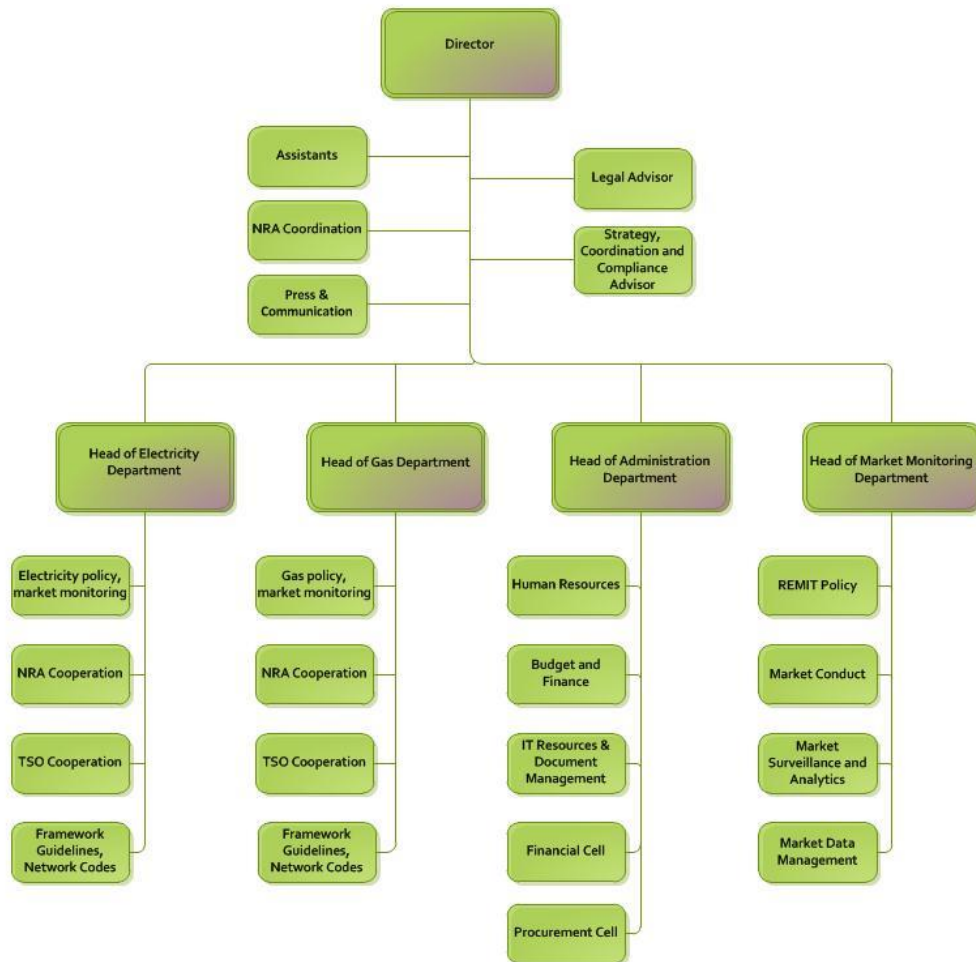 Director
Assistants
Legal Advisor
NRA Coordination
Strategy,
Coordination and
Compliance
Advisor
Press &
Communication
Head of Electricity
Department
Head of Gas Department
Head of Administration
Department
Head of Market Monitoring
Department
Electricity policy,
market monitoring
NRA Cooperation
TSO Cooperation
Framework
Guidelines,
Network Codes
Gas policy,
market monitoring
NRA Cooperation
TSO Cooperation
Framework
Guidelines,
Network Codes
Human Resources
Budget and
Finance
IT Resources &
Document
Management
Financial Cell
Procurement Cell
REMIT Policy
Market Conduct
Market
Surveillance and
Analytics
Market Data
Management